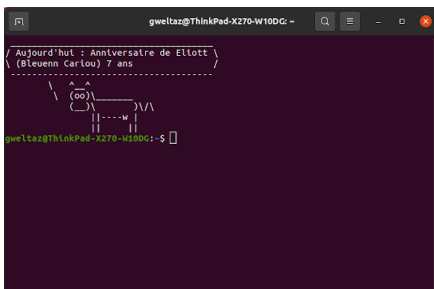 gweltaz@ThinkPad-X270-W10DG: ~
 _____________________________________
/ Aujourd'hui : Anniversaire de Eliott \
\ (Bleuenn Cariou) 7 ans               /
 -------------------------------------
        \   ^__^
         \  (oo)\_______
            (__)\       )\/\
                ||----w |
                ||     ||
gweltaz@ThinkPad-X270-W10DG:~$